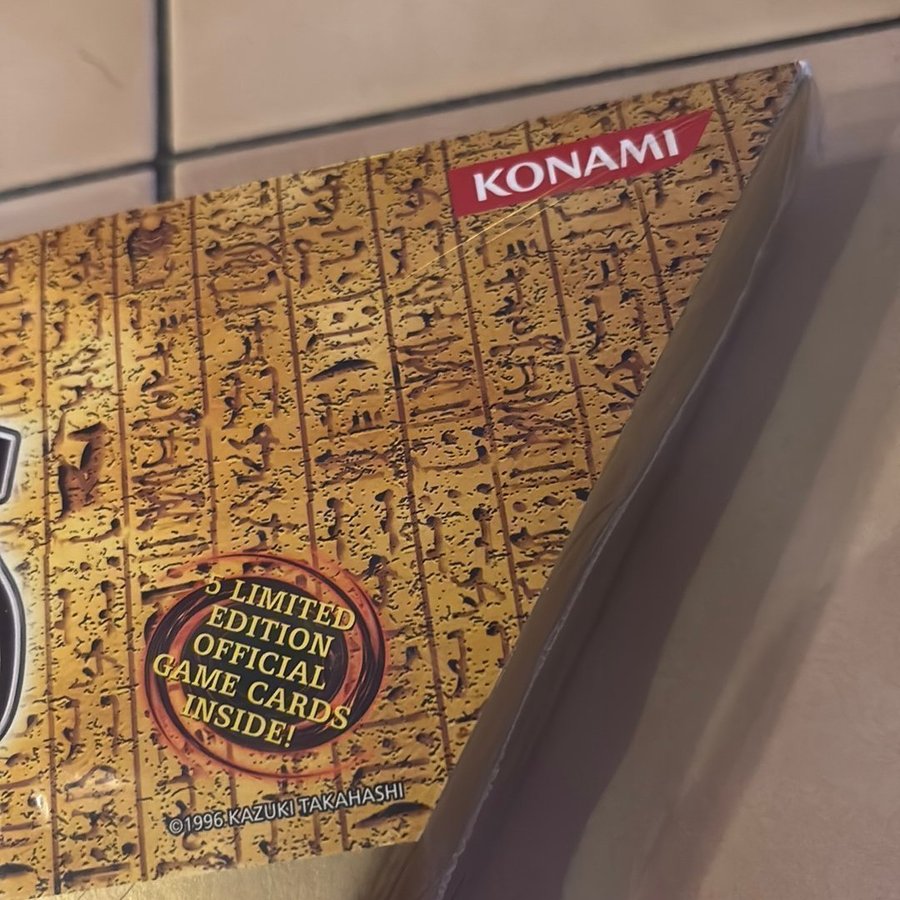 KONAMI
5 LIMITED
EDITION
OFFICIAL
GAME CARDS
INSIDE!
©1996 KAZUKI TAKAHASHI